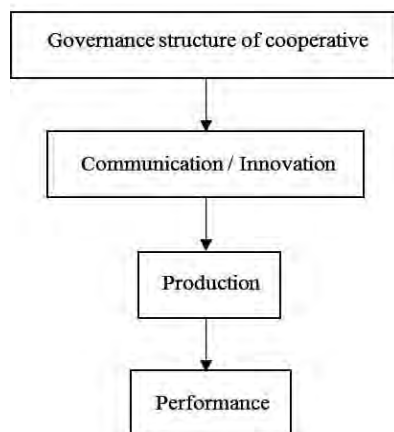 Governance structure of cooperative
Communication / Innovation
Production
Performance